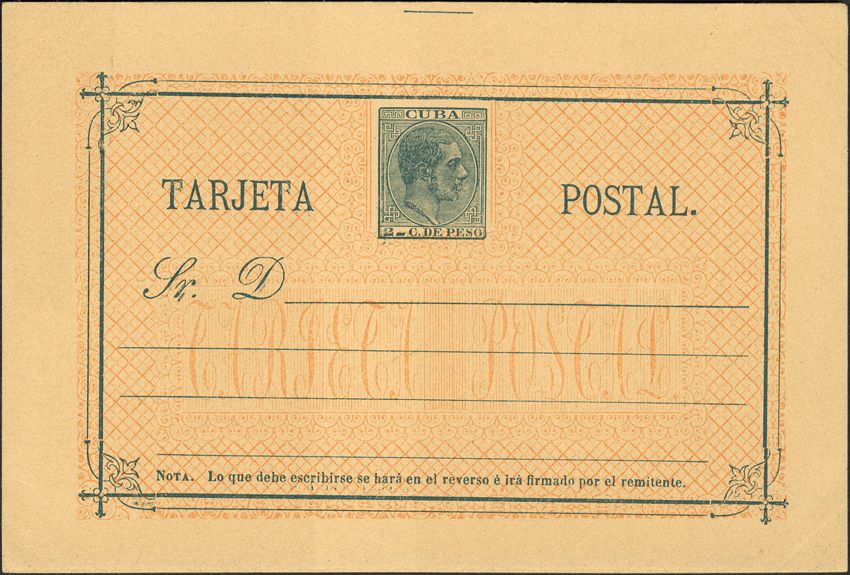 CUBA
TARJETA POSTAL.
2 C. DE PESO
Sr. D
TARJETA POSTAL
NOTA. Lo que debe escribirse se hará en el reverso é irá firmado por el remitente.